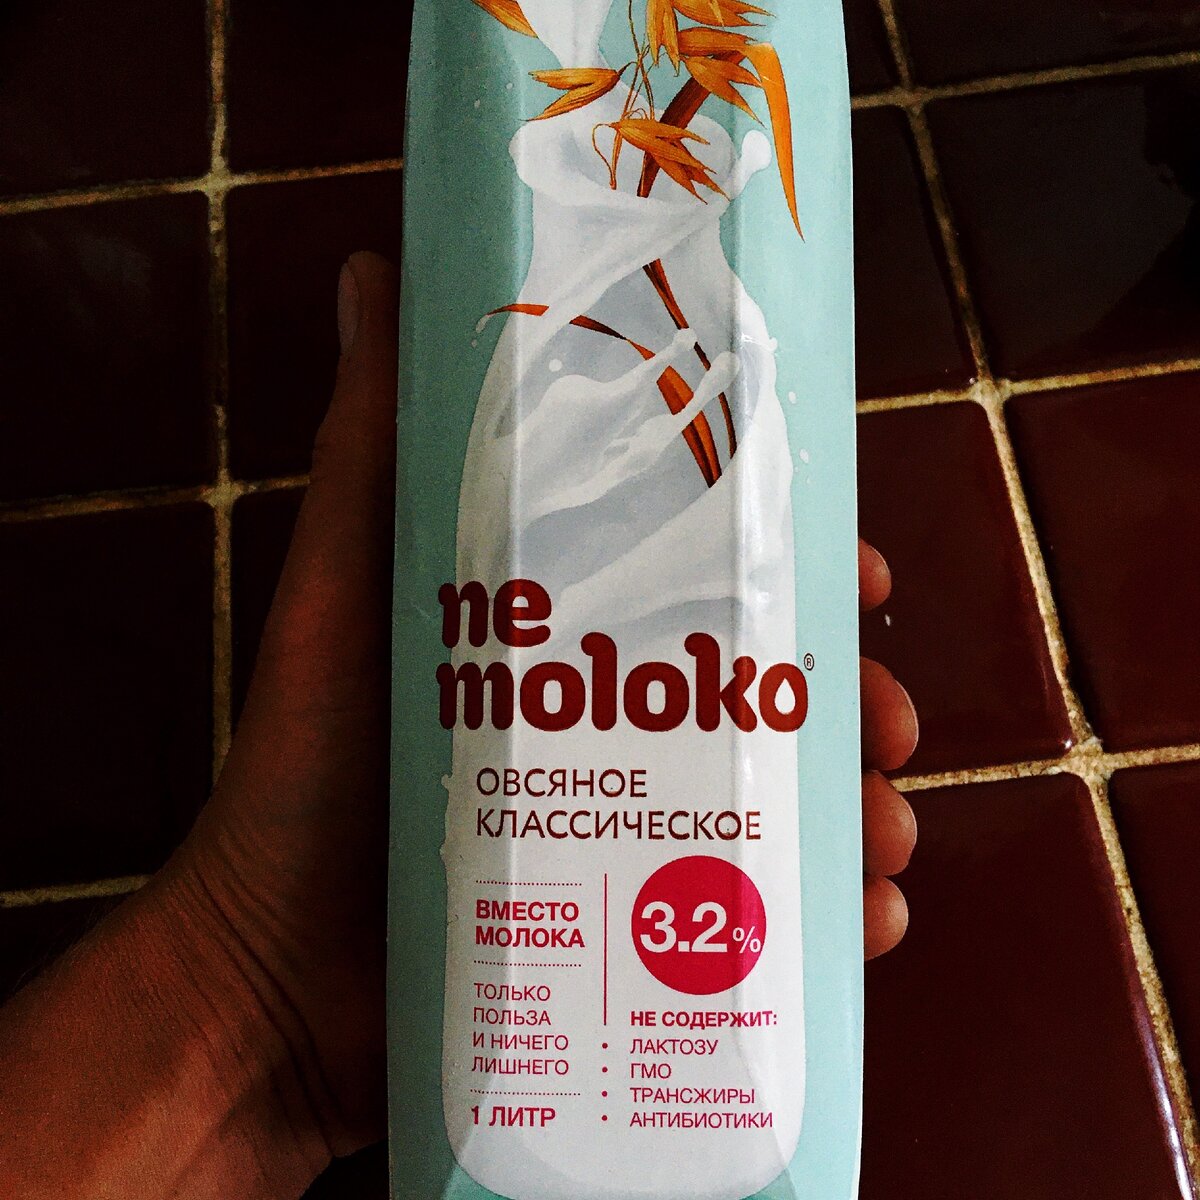 ne
moloko®
ОВСЯНОЕ
КЛАССИЧЕСКОЕ
ВМЕСТО
МОЛОКА
ТОЛЬКО
ПОЛЬЗА
И НИЧЕГО
ЛИШНЕГО
1 ЛИТР
3.2%
НЕ СОДЕРЖИТ:
• ЛАКТОЗУ
• ГМО
• ТРАНСЖИРЫ
• АНТИБИОТИКИ